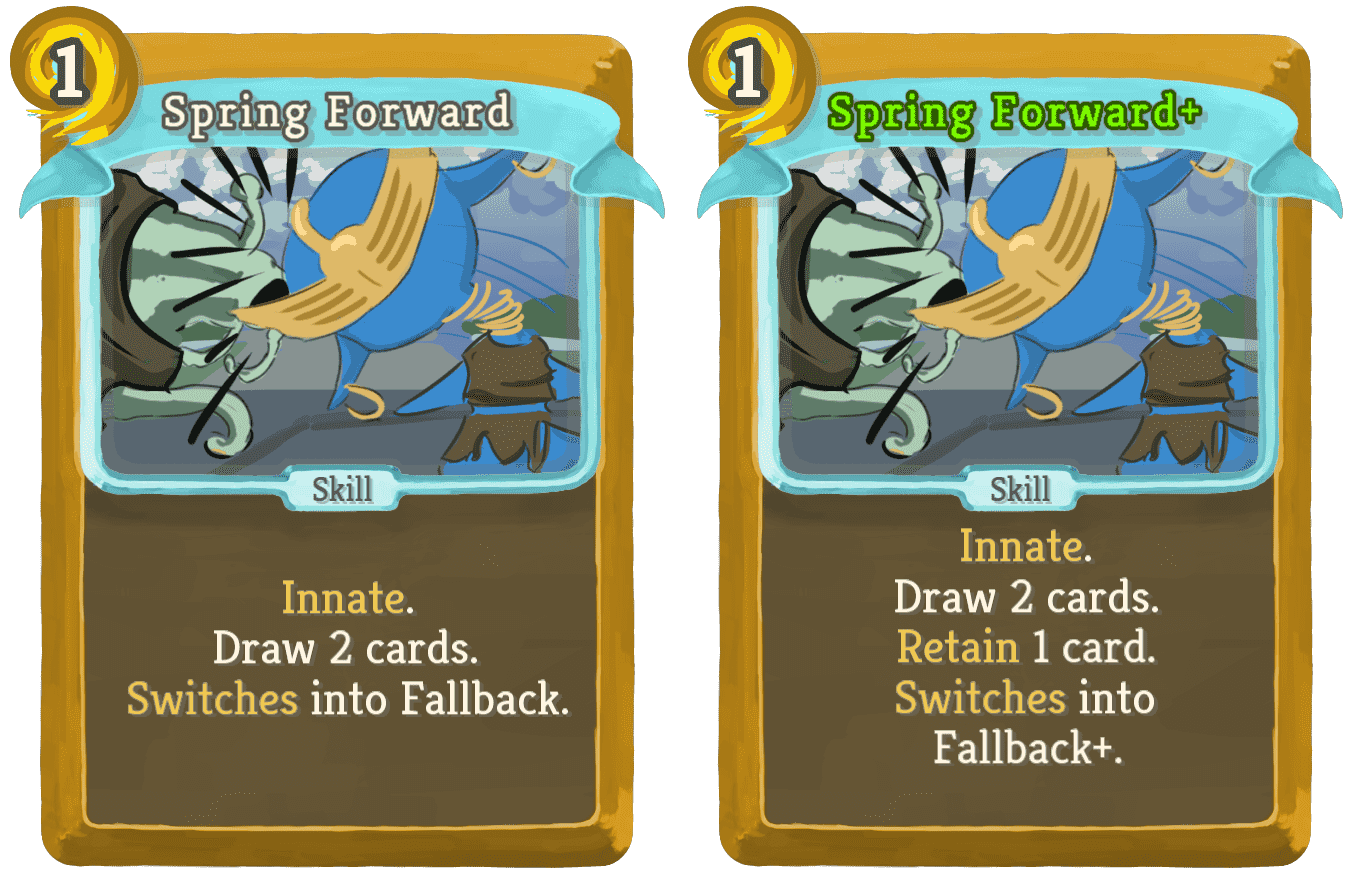 1
Spring Forward
Skill
Innate.
Draw 2 cards.
Switches into Fallback.
1
Spring Forward+
Skill
Innate.
Draw 2 cards.
Retain 1 card.
Switches into
Fallback+.